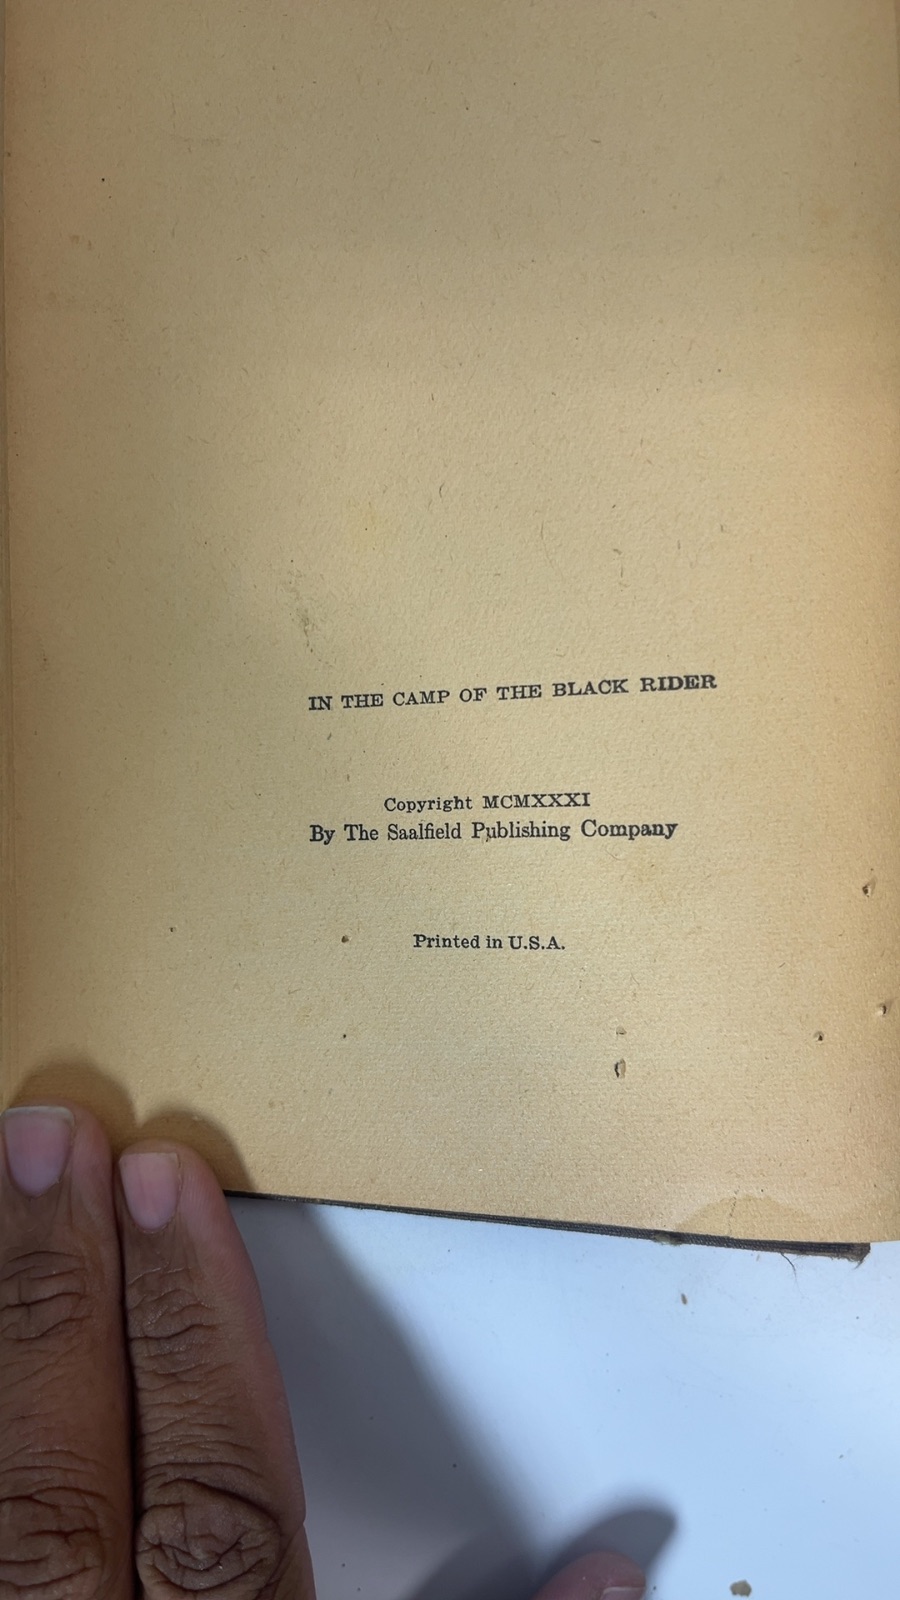 IN THE CAMP OF THE BLACK RIDER
Copyright MCMXXXI
By The Saalfield Publishing Company
Printed in U.S.A.